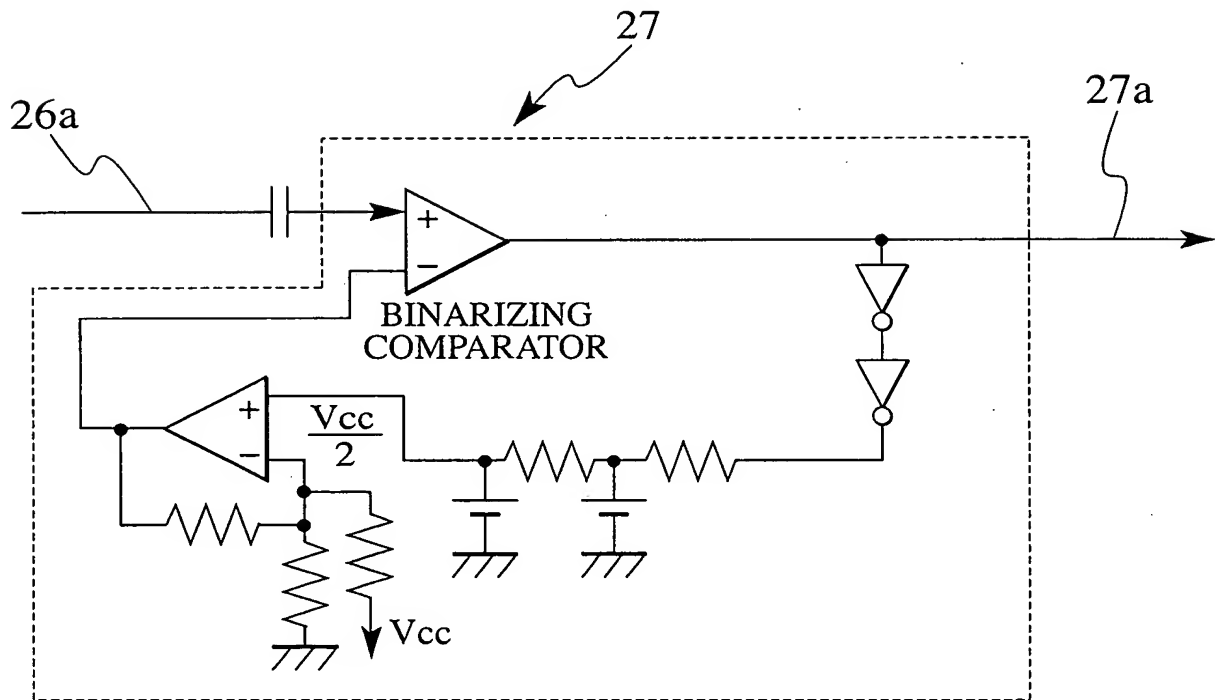 27
26a
27a
+
−
BINARIZING
COMPARATOR
+
−
Vcc
2
Vcc